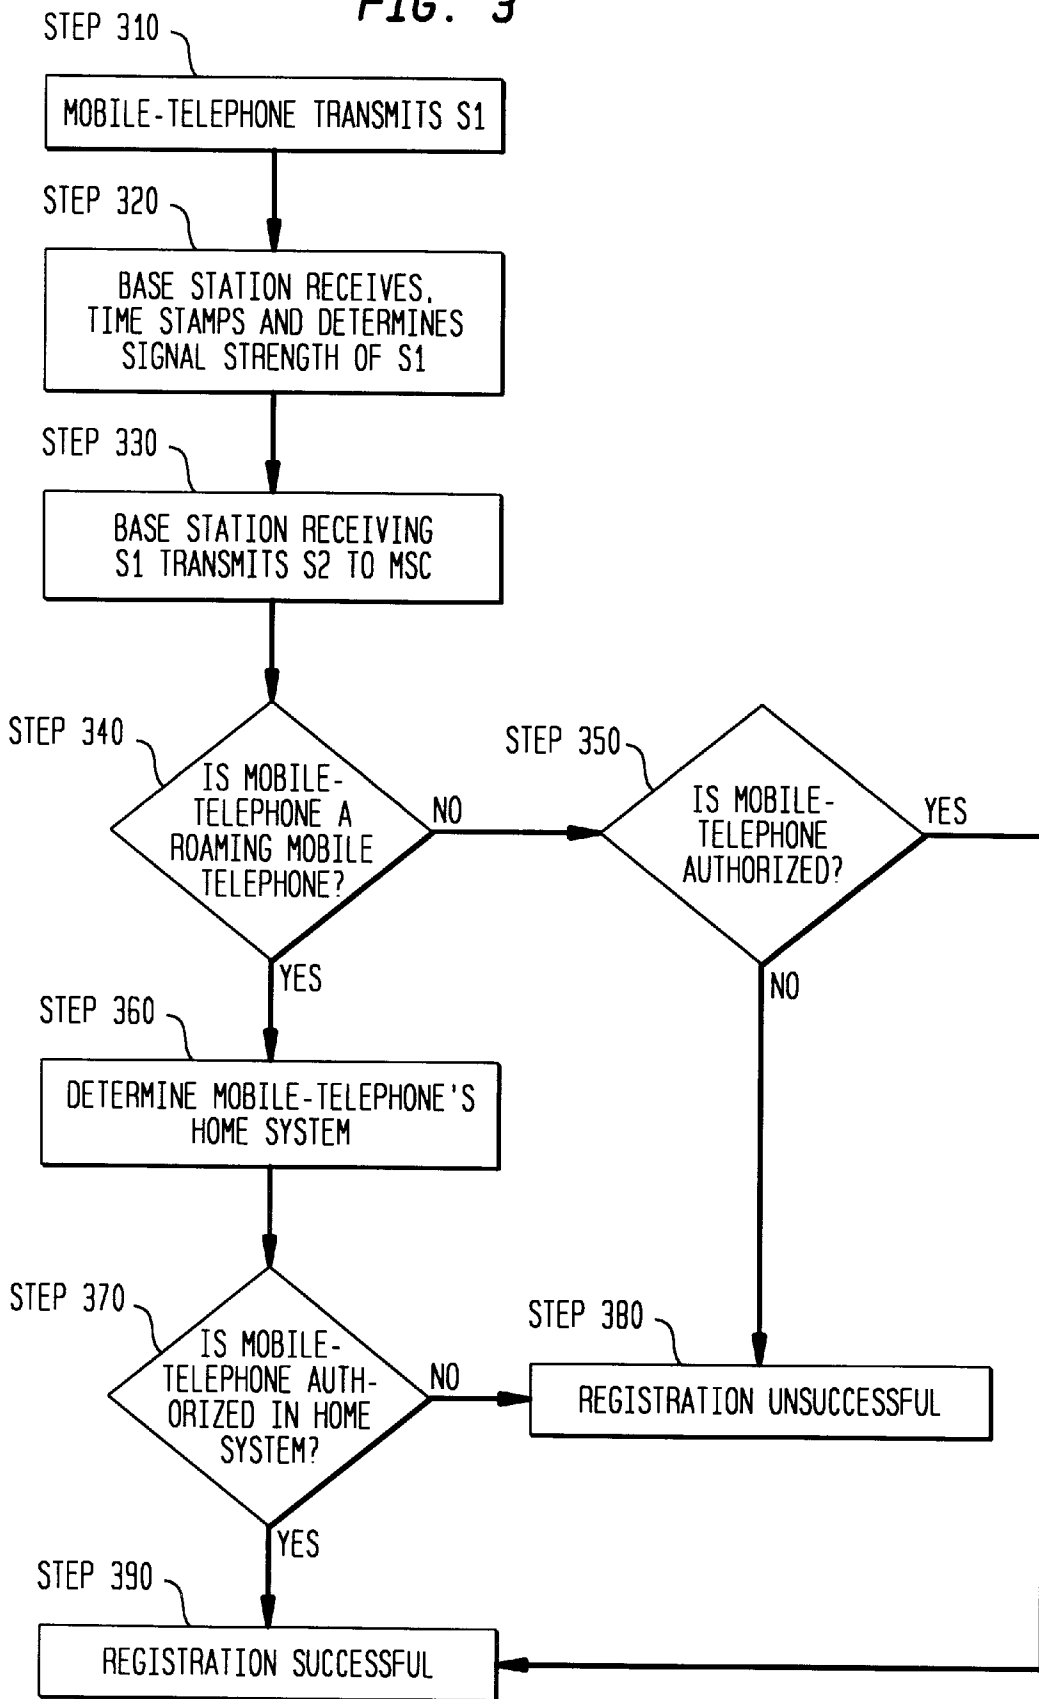 FIG. 3
STEP 310
MOBILE-TELEPHONE TRANSMITS S1
STEP 320
BASE STATION RECEIVES,
TIME STAMPS AND DETERMINES
SIGNAL STRENGTH OF S1
STEP 330
BASE STATION RECEIVING
S1 TRANSMITS S2 TO MSC
STEP 340
IS MOBILE-
TELEPHONE A
ROAMING MOBILE
TELEPHONE?
NO
YES
STEP 350
IS MOBILE-
TELEPHONE
AUTHORIZED?
YES
NO
STEP 360
DETERMINE MOBILE-TELEPHONE'S
HOME SYSTEM
STEP 370
IS MOBILE-
TELEPHONE AUTH-
ORIZED IN HOME
SYSTEM?
NO
YES
STEP 380
REGISTRATION UNSUCCESSFUL
STEP 390
REGISTRATION SUCCESSFUL